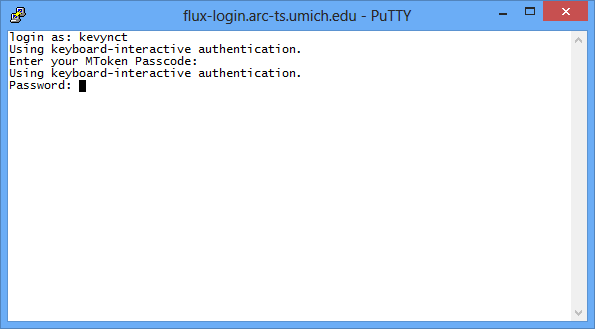 flux-login.arc-ts.umich.edu - PuTTY
login as: kevynct
Using keyboard-interactive authentication.
Enter your MToken Passcode:
Using keyboard-interactive authentication.
Password: